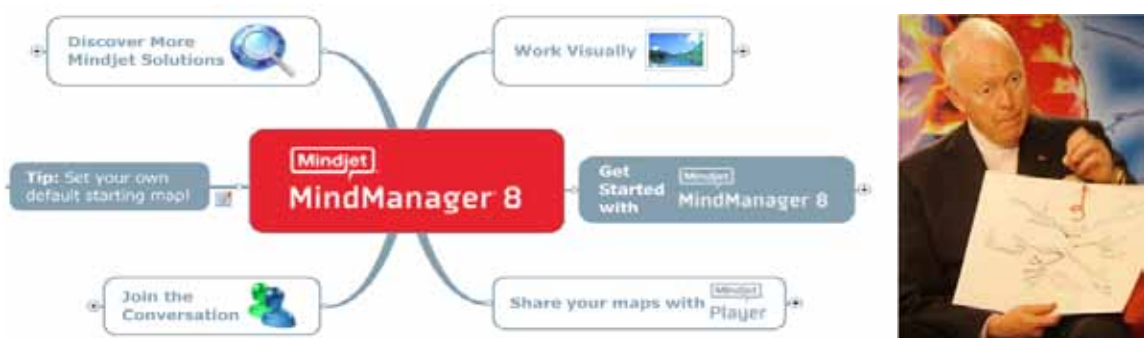 Discover More
Mindjet Solutions
Work Visually
Tip: Set your own
default starting map!
Mindjet
MindManager 8
Get
Started
with
Mindjet
MindManager 8
Join the
Conversation
Share your maps with
Mindjet
Player